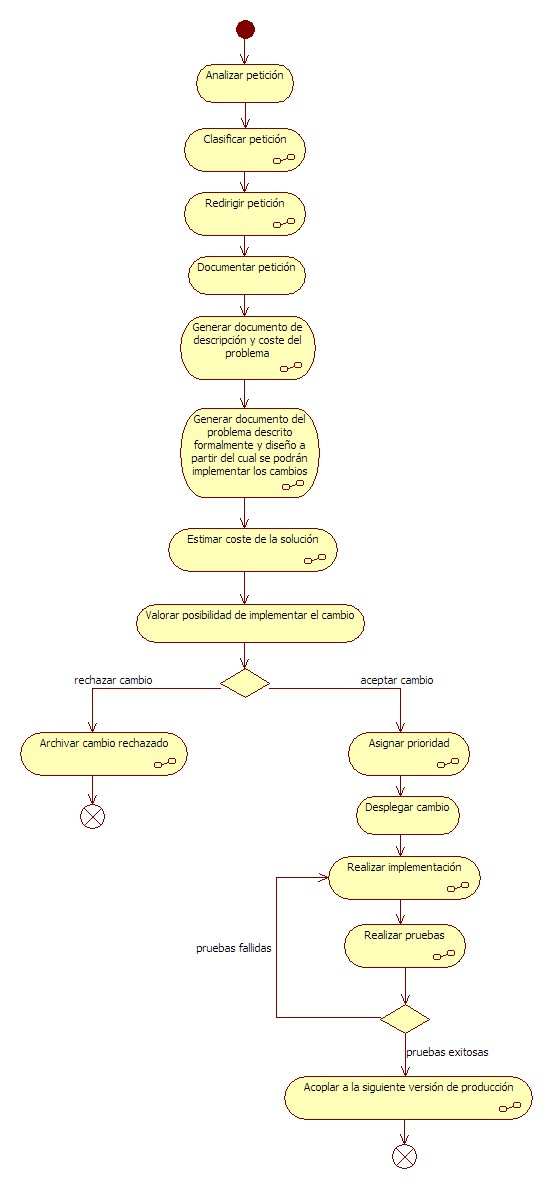 Analizar petición
Clasificar petición
Redirigir petición
Documentar petición
Generar documento de
descripción y coste del
problema
Generar documento del
problema descrito
formalmente y diseño a
partir del cual se podrán
implementar los cambios
Estimar coste de la solución
Valorar posibilidad de implementar el cambio
rechazar cambio
aceptar cambio
Archivar cambio rechazado
Asignar prioridad
Desplegar cambio
Realizar implementación
Realizar pruebas
pruebas fallidas
pruebas exitosas
Acoplar a la siguiente versión de producción